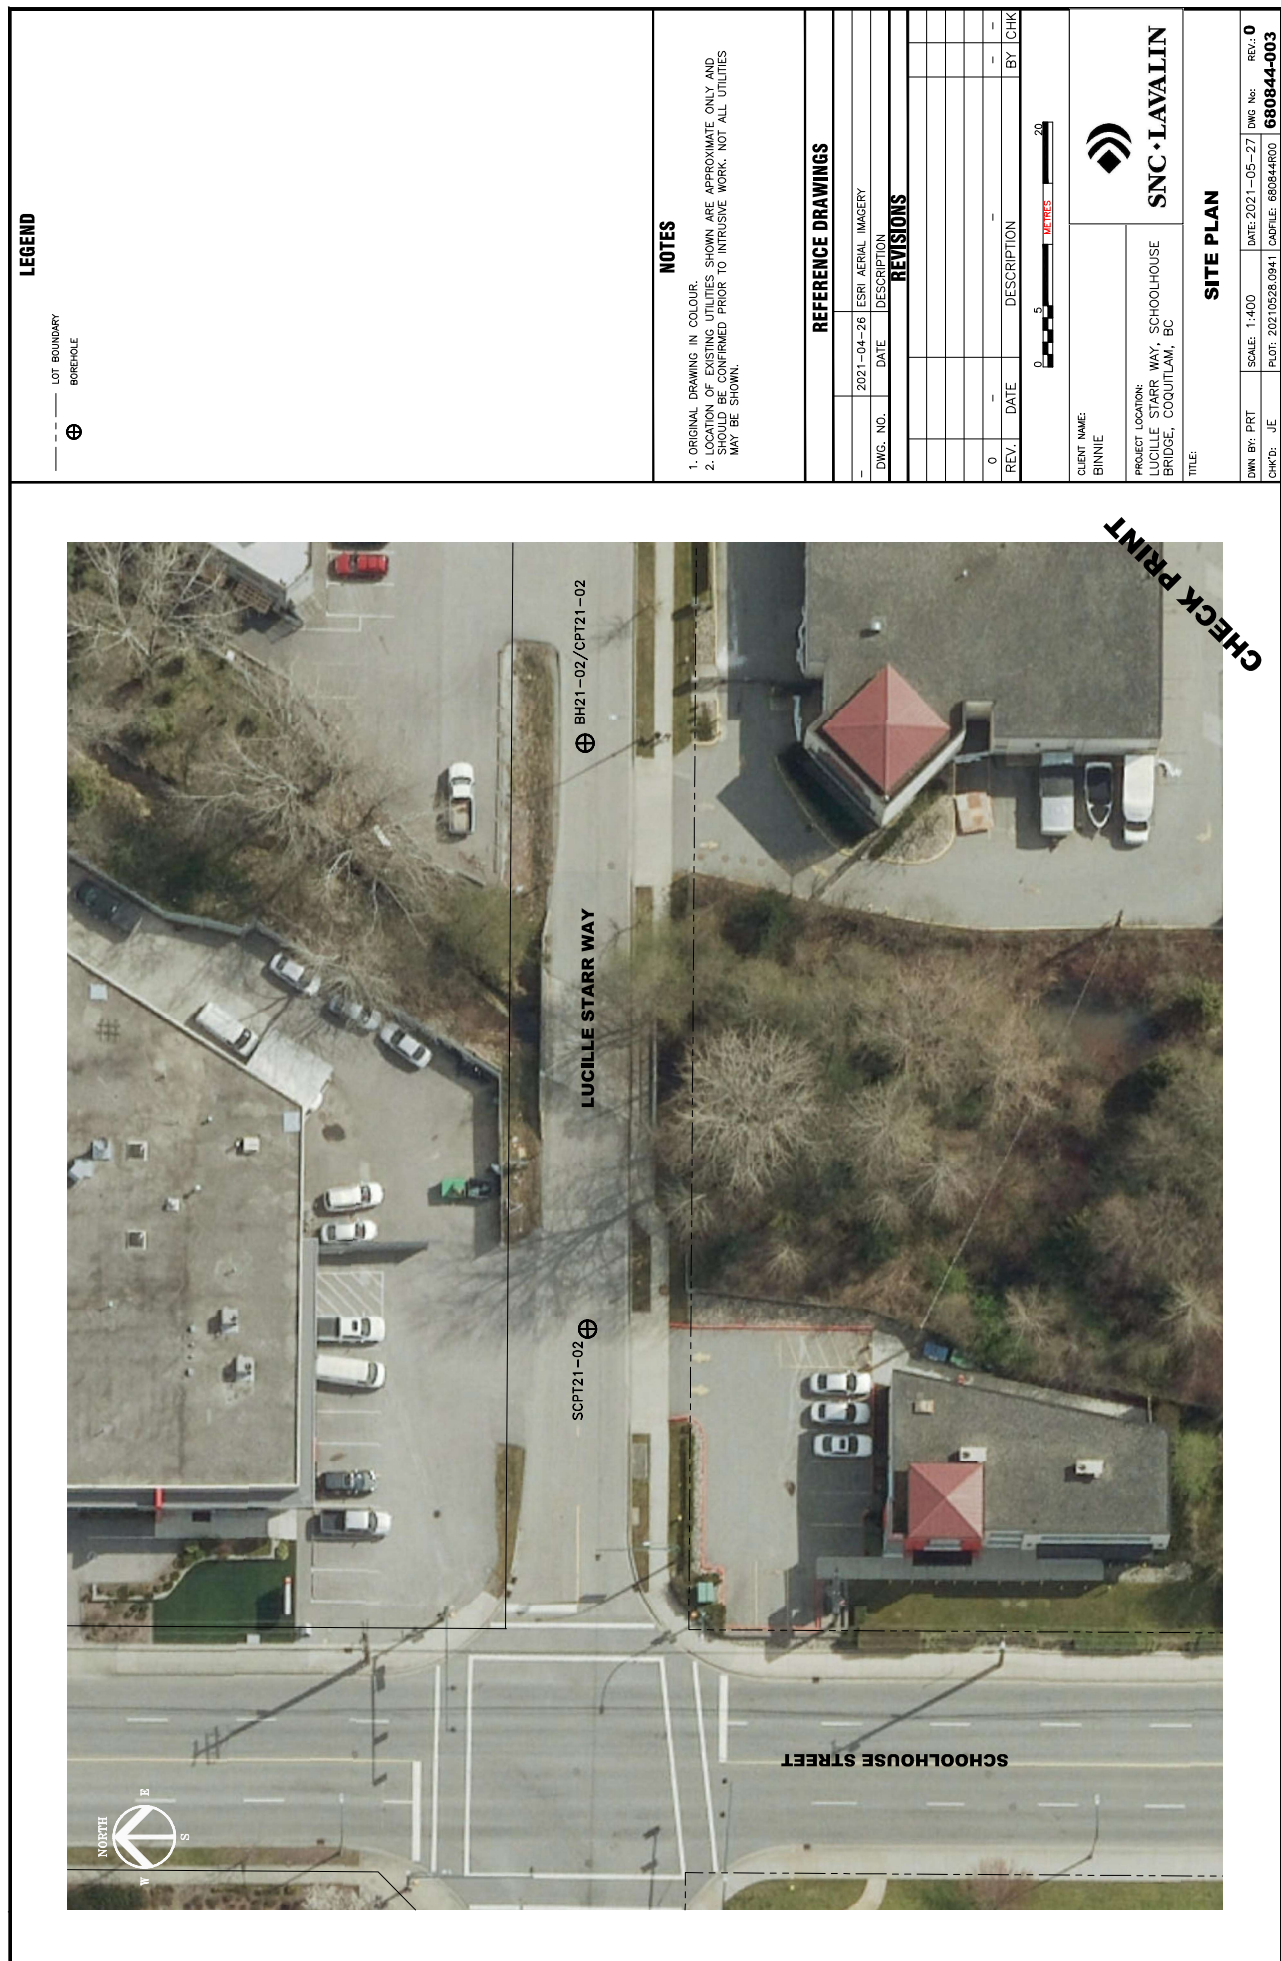 LEGEND
LOT BOUNDARY
BOREHOLE
NOTES
1. ORIGINAL DRAWING IN COLOUR.
2. LOCATION OF EXISTING UTILITIES SHOWN ARE APPROXIMATE ONLY AND
SHOULD BE CONFIRMED PRIOR TO INTRUSIVE WORK. NOT ALL UTILITIES
MAY BE SHOWN.
REFERENCE DRAWINGS
- 2021-04-26 ESRI AERIAL IMAGERY
DWG. NO. DATE DESCRIPTION
REVISIONS
0 - - - -
REV. DATE DESCRIPTION BY CHK
0 5 20
METRES
CLIENT NAME:
BINNIE
SNC•LAVALIN
PROJECT LOCATION:
LUCILLE STARR WAY, SCHOOLHOUSE
BRIDGE, COQUITLAM, BC
TITLE:
SITE PLAN
DWN BY: PRT SCALE: 1:400 DATE: 2021-05-27 DWG No: REV.: 0
CHK'D: JE PLOT: 20210528.0941 CADFILE: 680844R00 680844-003
CHECK PRINT
BH21-02/CPT21-02
LUCILLE STARR WAY
SCPT21-02
SCHOOLHOUSE STREET
NORTH
E
S
W